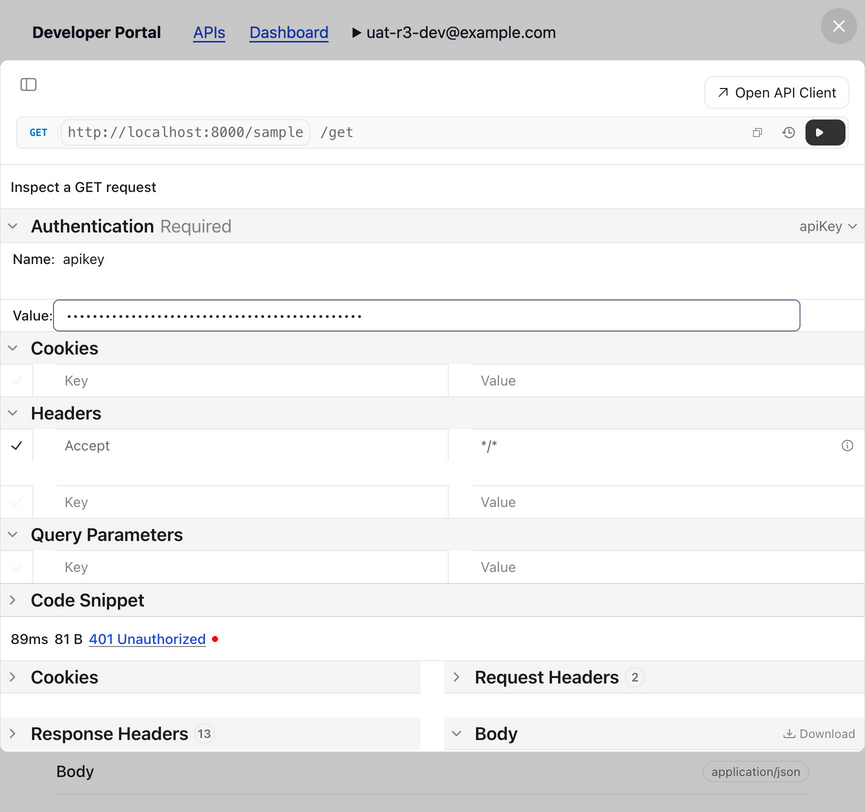 Developer Portal APIs Dashboard ▶ uat-r3-dev@example.com
Open API Client
GET http://localhost:8000/sample /get
Inspect a GET request
Authentication Required apiKey
Name: apikey
Value: ••••••••••••••••••••••••••••••••••••••••••••••
Cookies
Key Value
Headers
Accept */*
Key Value
Query Parameters
Key Value
Code Snippet
89ms 81 B 401 Unauthorized
Cookies
Request Headers 2
Response Headers 13
Body Download
Body application/json